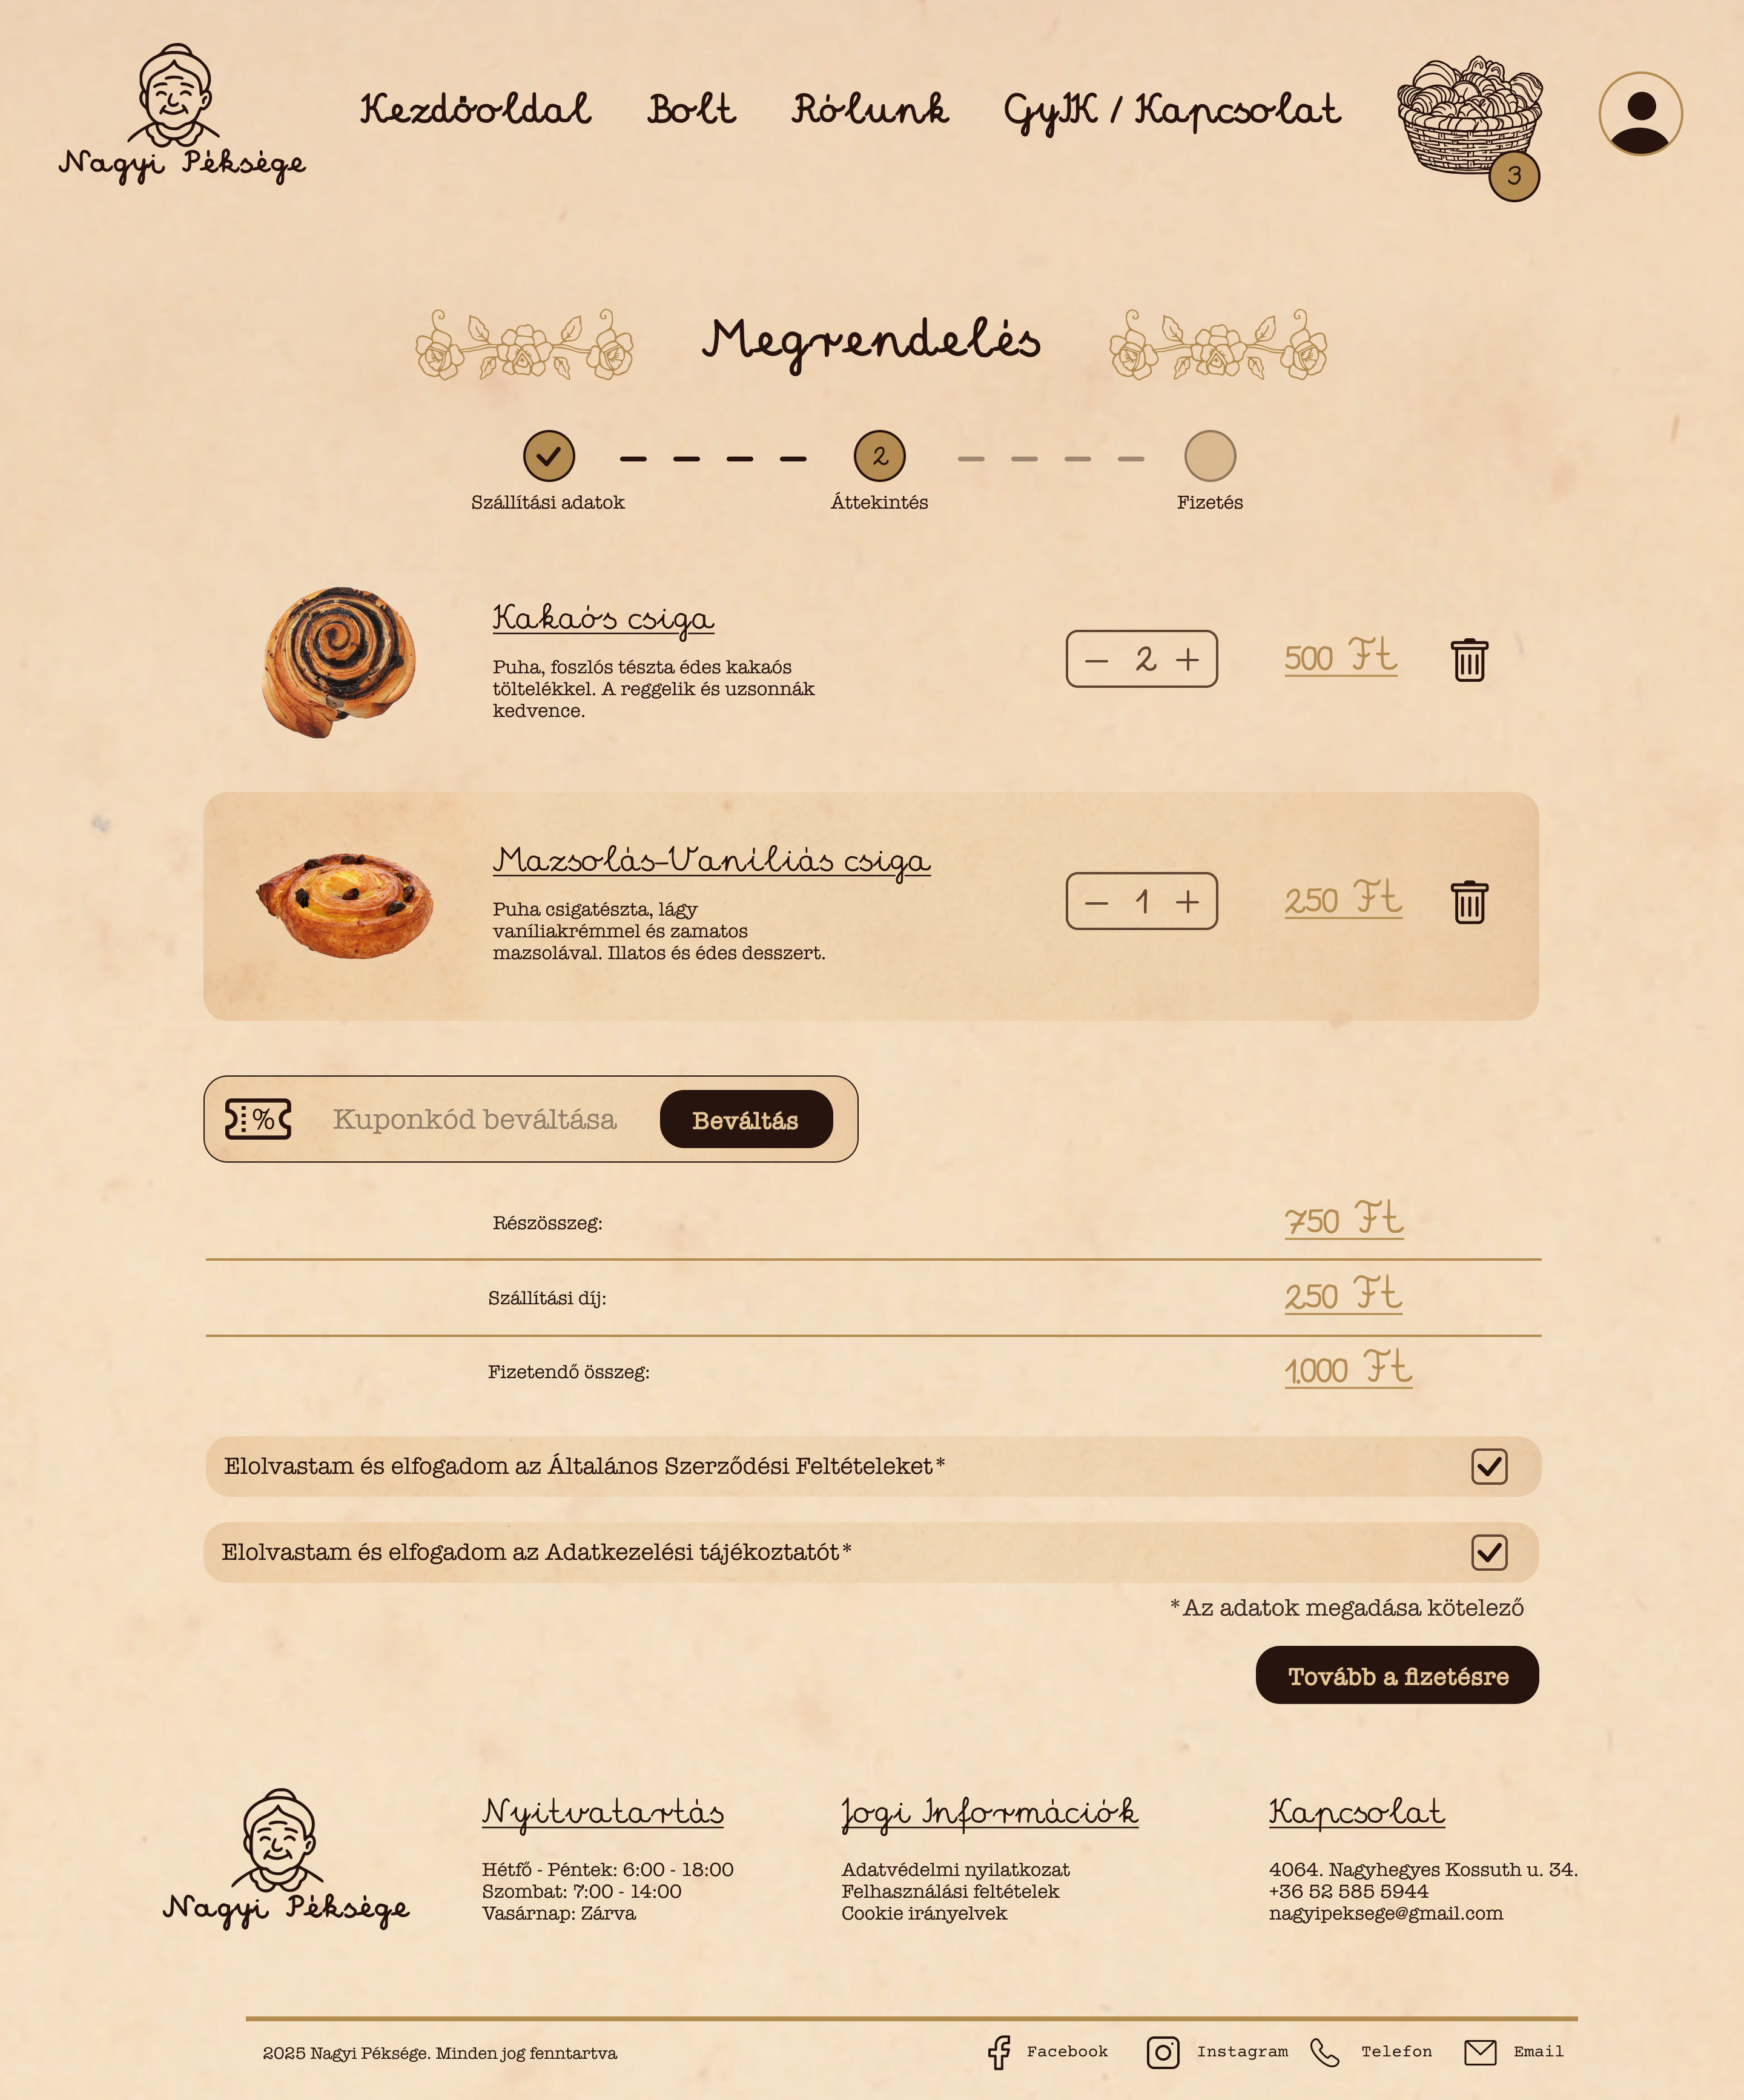 Nagyi Péksége
Kezdőoldal Bolt Rólunk GyIK / Kapcsolat
3
Megrendelés
2
Szállítási adatok Áttekintés Fizetés
Kakaós csiga
Puha, foszlós tészta édes kakaós
töltelékkel. A reggelik és uzsonnák
kedvence.
− 2 + 500 Ft
Mazsolás-Vaníliás csiga
Puha csigatészta, lágy
vaníliakrémmel és zamatos
mazsolával. Illatos és édes desszert.
− 1 + 250 Ft
% Kuponkód beváltása Beváltás
Részösszeg: 750 Ft
Szállítási díj: 250 Ft
Fizetendő összeg: 1.000 Ft
Elolvastam és elfogadom az Általános Szerződési Feltételeket*
Elolvastam és elfogadom az Adatkezelési tájékoztatót*
*Az adatok megadása kötelező
Tovább a fizetésre
Nagyi Péksége
Nyitvatartás
Hétfő - Péntek: 6:00 - 18:00
Szombat: 7:00 - 14:00
Vasárnap: Zárva
Jogi Információk
Adatvédelmi nyilatkozat
Felhasználási feltételek
Cookie irányelvek
Kapcsolat
4064. Nagyhegyes Kossuth u. 34.
+36 52 585 5944
nagyipeksege@gmail.com
2025 Nagyi Péksége. Minden jog fenntartva
Facebook Instagram Telefon Email